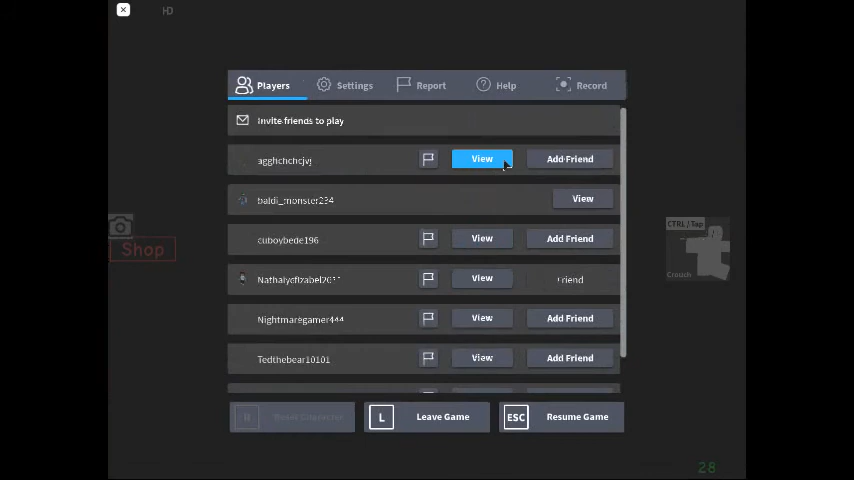 HD
Players Settings Report Help Record
Invite friends to play
agghchchcjvj View Add Friend
baldi_monster234 View
Shop
CTRL / Tap
cuboybede196 View Add Friend
Crouch
View Friend
Nightmaregamer444 View Add Friend
Tedthebear10101 View Add Friend
R Reset Character L Leave Game ESC Resume Game
28